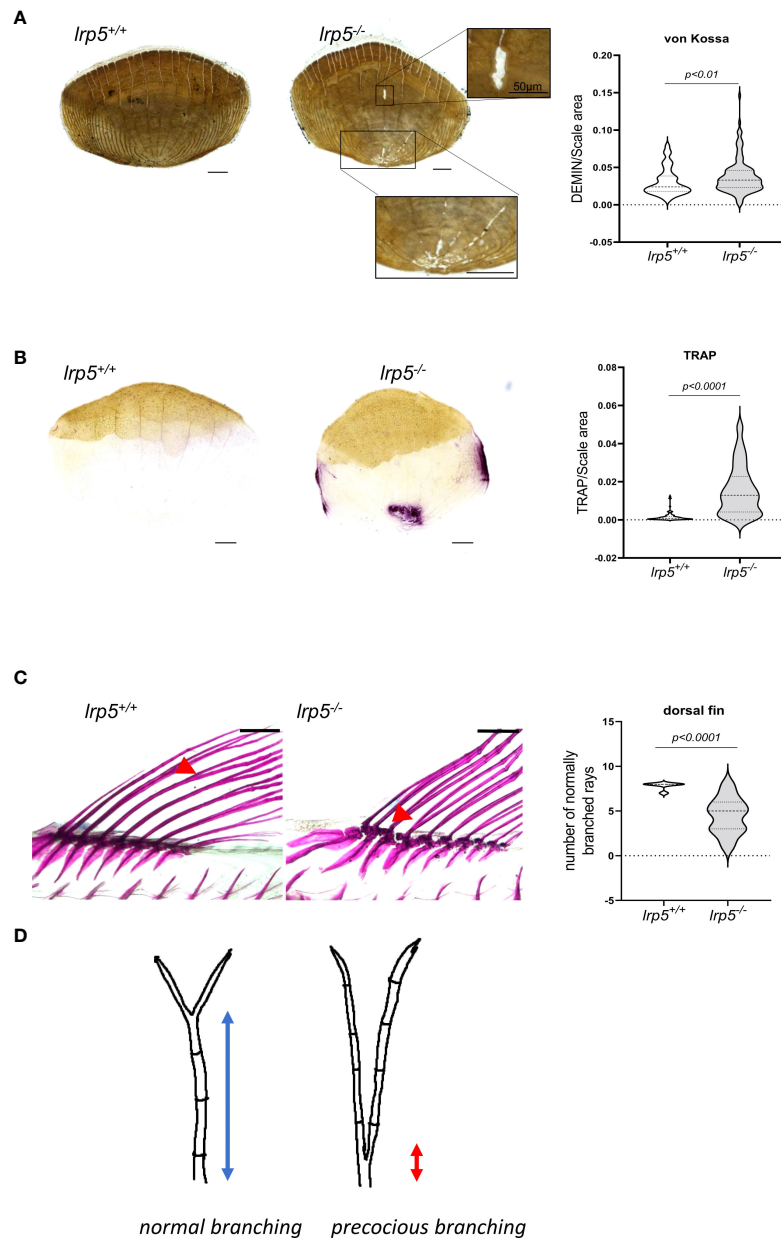 A
lrp5+/+
lrp5-/-
50µm
von Kossa
p<0.01
DEMIN/Scale area
0.20
0.15
0.10
0.05
0.00
-0.05
lrp5+/+
lrp5-/-
B
lrp5+/+
lrp5-/-
TRAP
p<0.0001
TRAP/Scale area
0.08
0.06
0.04
0.02
0.00
-0.02
lrp5+/+
lrp5-/-
C
lrp5+/+
lrp5-/-
dorsal fin
p<0.0001
number of normally
branched rays
15
10
5
0
-5
lrp5+/+
lrp5-/-
D
normal branching
precocious branching